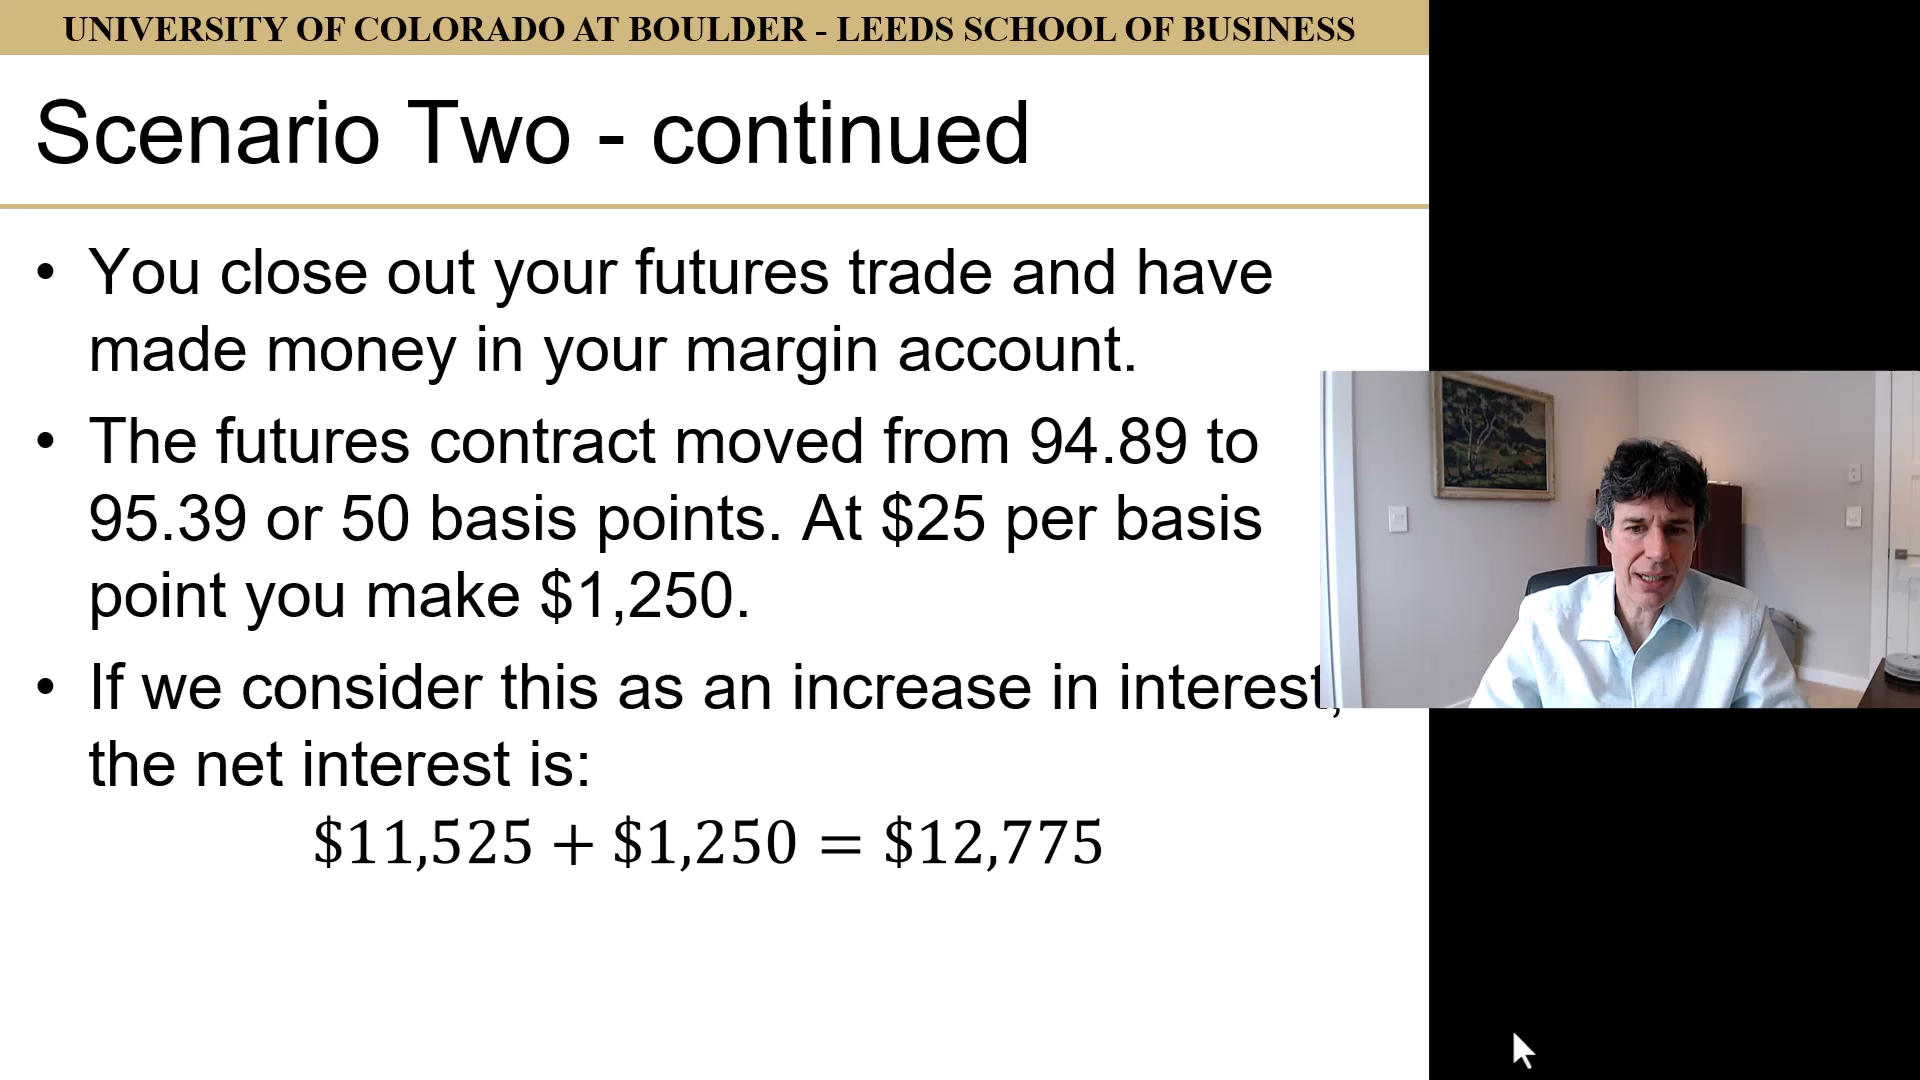 UNIVERSITY OF COLORADO AT BOULDER - LEEDS SCHOOL OF BUSINESS
Scenario Two - continued
• You close out your futures trade and have
made money in your margin account.
• The futures contract moved from 94.89 to
95.39 or 50 basis points. At $25 per basis
point you make $1,250.
• If we consider this as an increase in interest,
the net interest is:
$11,525 + $1,250 = $12,775